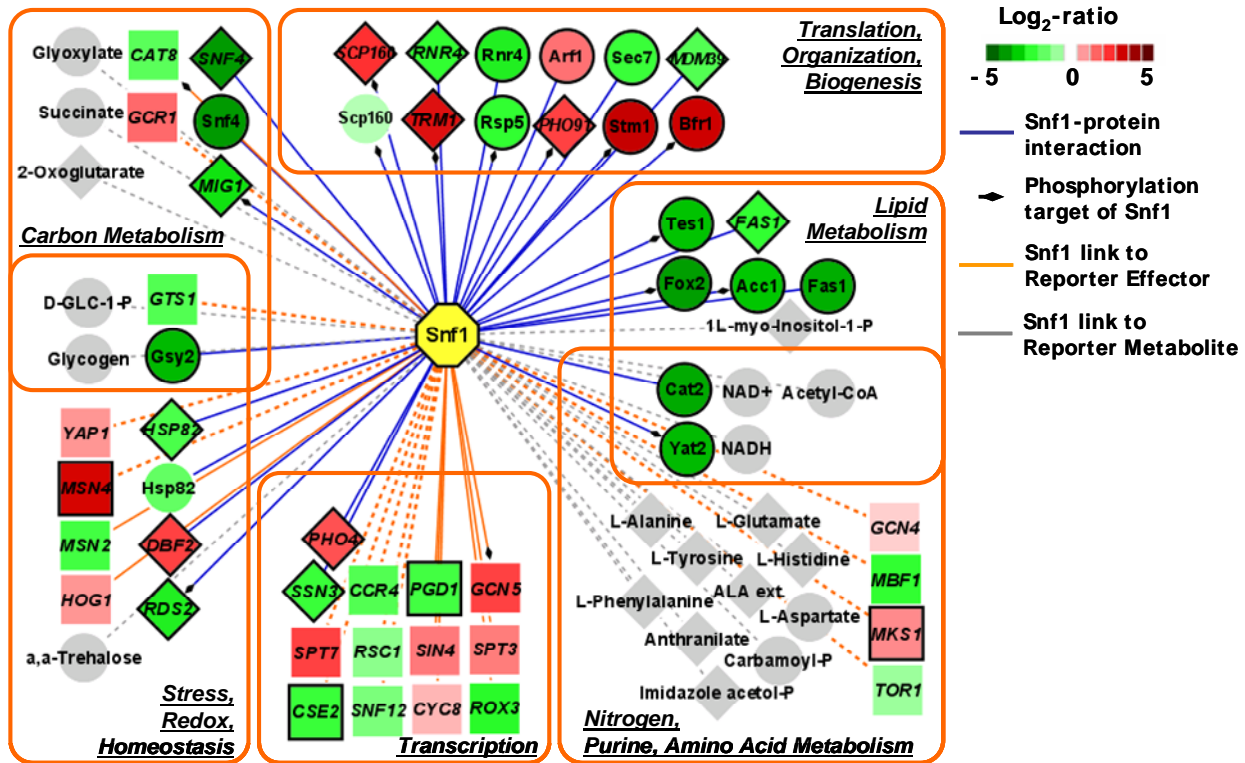 Glyoxylate
CAT8
SNF4
Succinate
GCR1
Snf4
2-Oxoglutarate
MIG1
Carbon Metabolism
SCP160
RNR4
Rnr4
Arf1
Sec7
MDM39
Scp160
TRM1
Rsp5
PHO91
Stm1
Bfr1
Translation,
Organization,
Biogenesis
D-GLC-1-P
GTS1
Glycogen
Gsy2
Snf1
Tes1
FAS1
Lipid
Metabolism
Fox2
Acc1
Fas1
1L-myo-Inositol-1-P
Cat2
NAD+
Acetyl-CoA
Yat2
NADH
YAP1
HSP82
MSN4
Hsp82
MSN2
DBF2
HOG1
RDS2
a,a-Trehalose
Stress,
Redox,
Homeostasis
PHO4
SSN3
CCR4
PGD1
GCN5
SPT7
RSC1
SIN4
SPT3
CSE2
SNF12
CYC8
ROX3
Transcription
L-Alanine
L-Glutamate
GCN4
L-Tyrosine
L-Histidine
MBF1
L-Phenylalanine
ALA ext.
L-Aspartate
MKS1
Anthranilate
Carbamoyl-P
Imidazole acetol-P
TOR1
Nitrogen,
Purine, Amino Acid Metabolism
Log2-ratio
- 5 0 5
Snf1-protein
interaction
Phosphorylation
target of Snf1
Snf1 link to
Reporter Effector
Snf1 link to
Reporter Metabolite